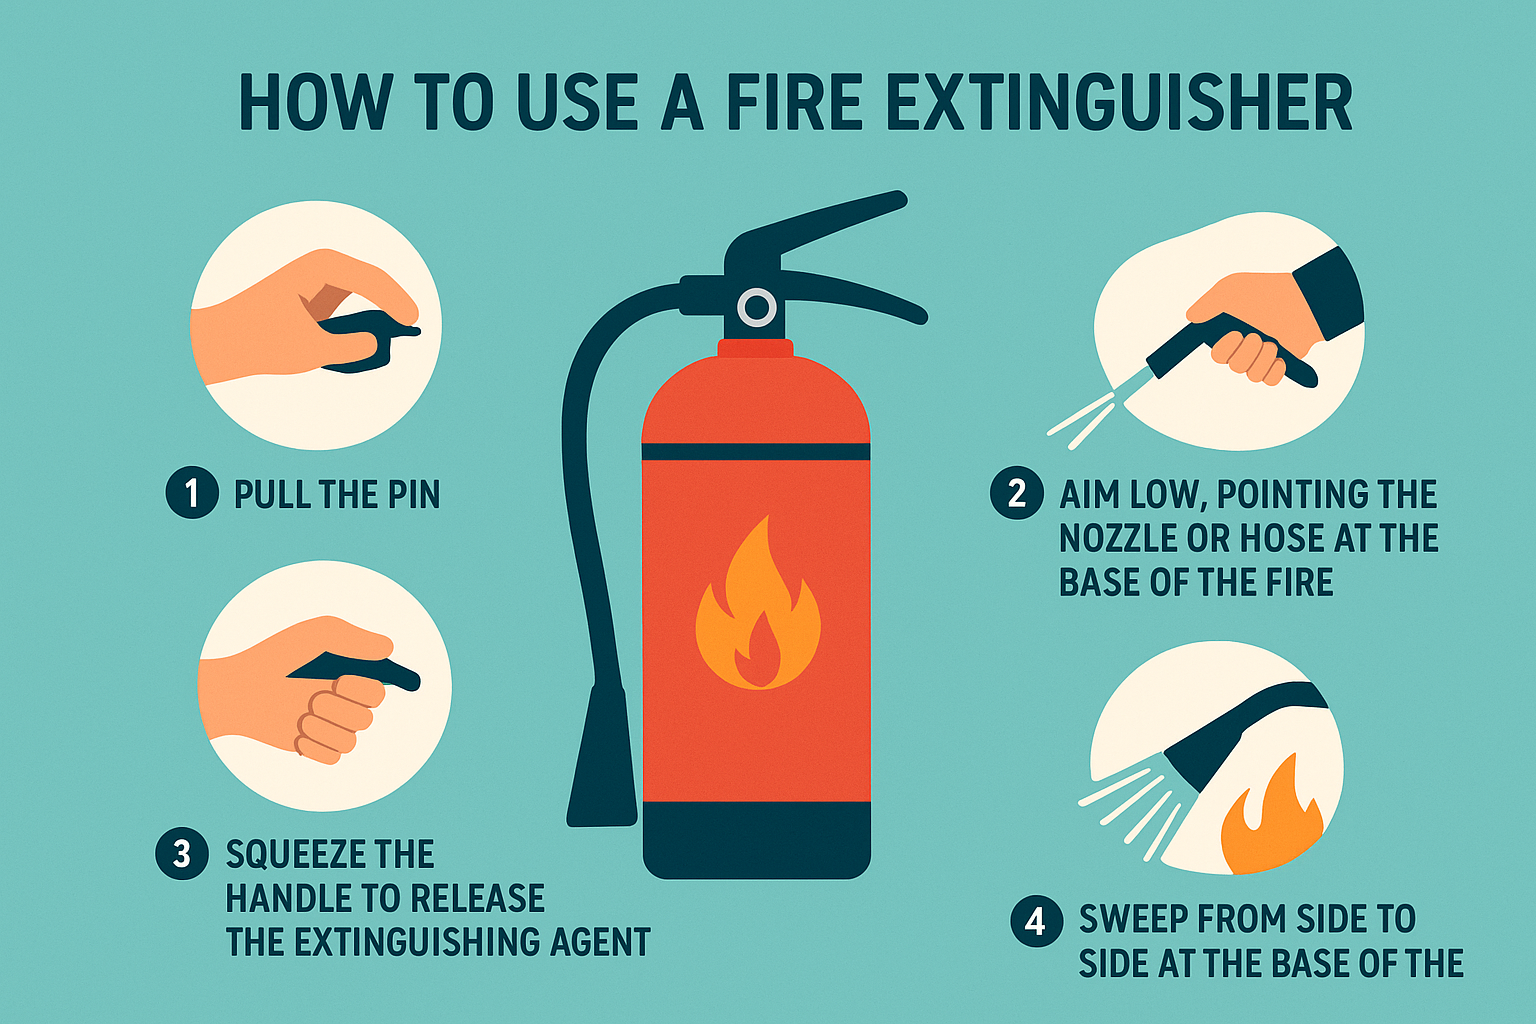 HOW TO USE A FIRE EXTINGUISHER
1 PULL THE PIN
2 AIM LOW, POINTING THE
NOZZLE OR HOSE AT THE
BASE OF THE FIRE
3 SQUEEZE THE
HANDLE TO RELEASE
THE EXTINGUISHING AGENT
4 SWEEP FROM SIDE TO
SIDE AT THE BASE OF THE